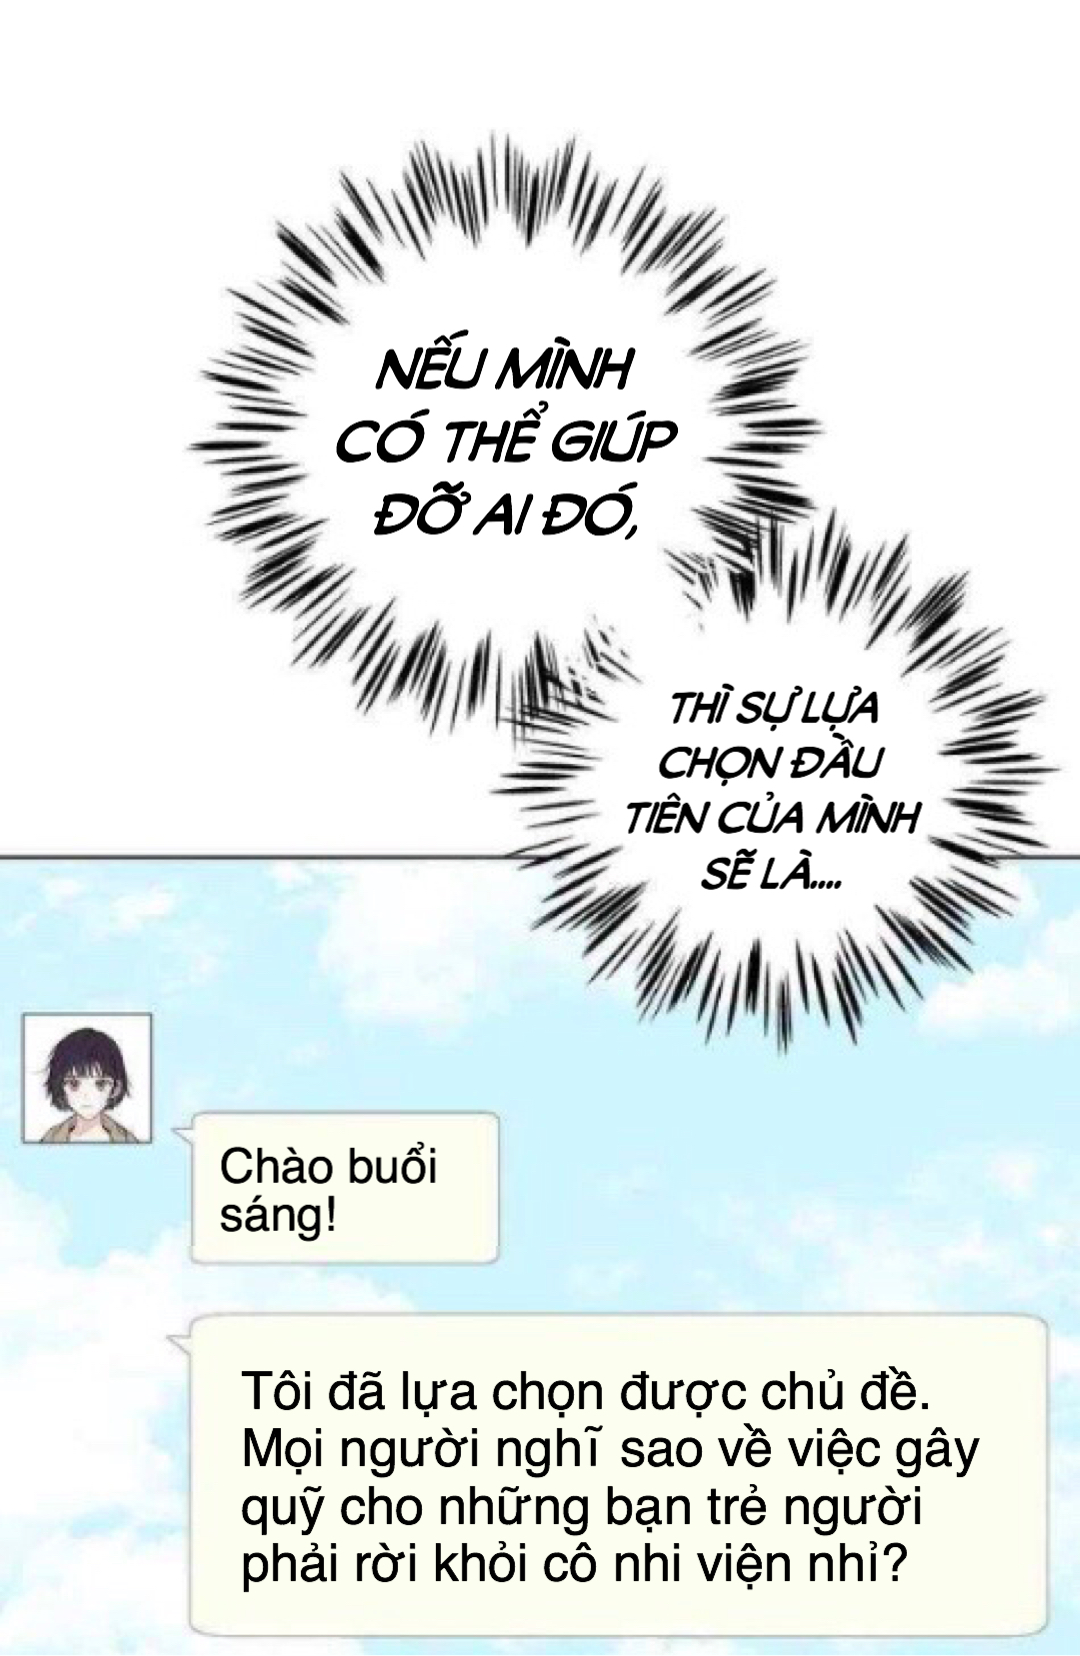 NẾU MÌNH
CÓ THỂ GIÚP
ĐỠ AI ĐÓ,
THÌ SỰ LỰA
CHỌN ĐẦU
TIÊN CỦA MÌNH
SẼ LÀ....
Chào buổi
sáng!
Tôi đã lựa chọn được chủ đề.
Mọi người nghĩ sao về việc gây
quỹ cho những bạn trẻ người
phải rời khỏi cô nhi viện nhỉ?